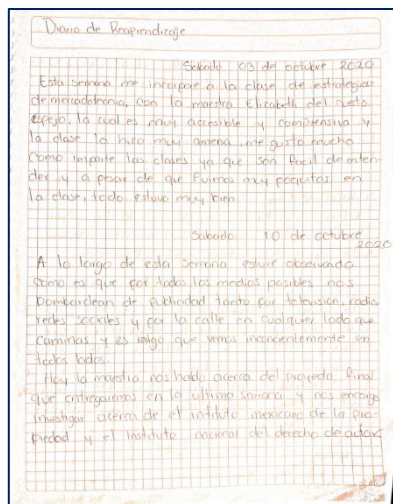 Diario de Reaprendizaje
Sabado 03 de octubre 2020
Esta semana me incorpore a la clase de estrategias
de mercadotecnia, con la maestra Elizabeth del
espejo, la cual es muy accesible y comprensiva y
la clase la hizo muy amena, me gusto mucho
como imparte las clases ya que son facil de enten
der y a pesar de que fuimos muy poquitos en
la clase, todo estuvo muy bien
Sabado 10 de octubre
2020
A lo largo de esta semana estuve observando
como es que por todos los medios posibles nos
bombardean de publicidad tanto por television, radio
redes sociales y por la calle en cualquier lado que
caminas y es algo que vemos inconcientemente en
todos lados.
Hoy la maestra nos hablo acerca del proyecto final
que entregaremos en la ultima semana y nos encargo
investigar acerca de el intituto mexicano de la pro
piedad y el instituto nacional del derecho de autor